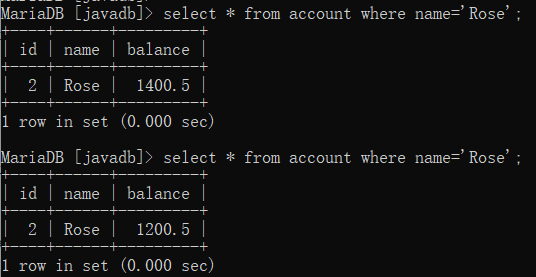 MariaDB [javadb]> select * from account where name='Rose';
+----+------+---------+
| id | name | balance |
+----+------+---------+
|  2 | Rose |  1400.5 |
+----+------+---------+
1 row in set (0.000 sec)

MariaDB [javadb]> select * from account where name='Rose';
+----+------+---------+
| id | name | balance |
+----+------+---------+
|  2 | Rose |  1200.5 |
+----+------+---------+
1 row in set (0.000 sec)